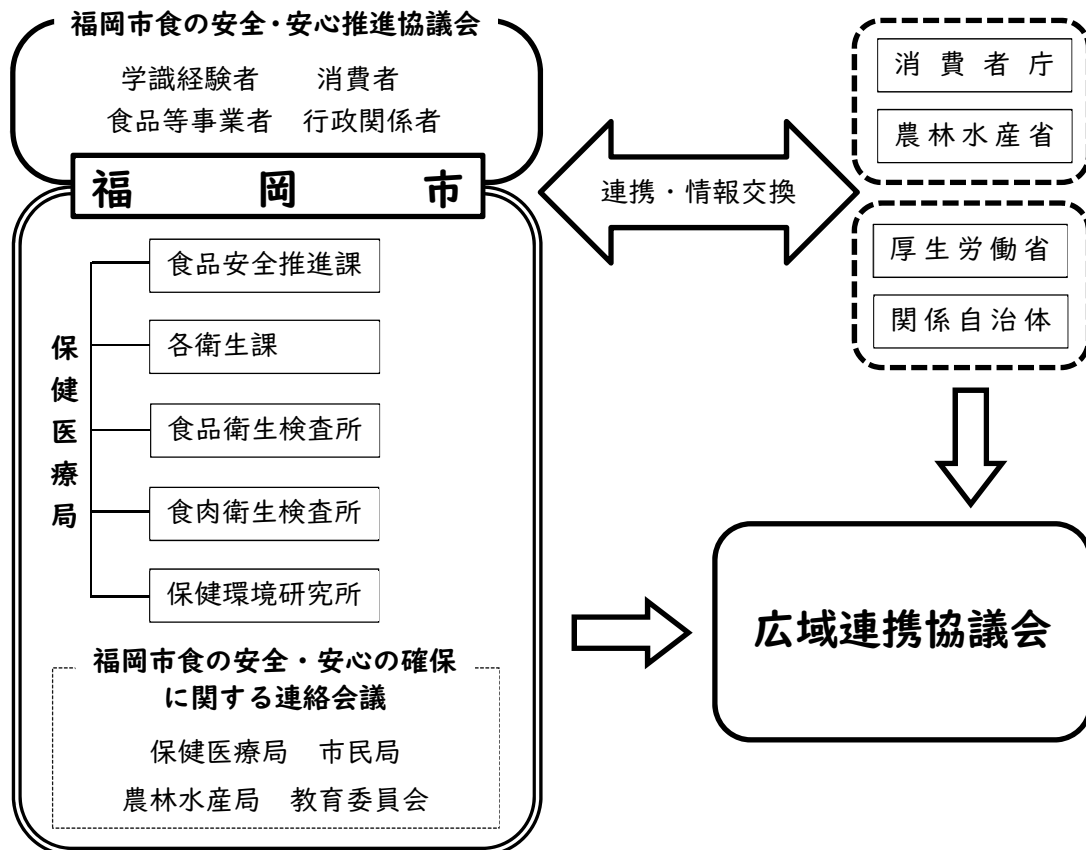 福岡市食の安全・安心推進協議会
学識経験者 消費者
食品等事業者 行政関係者
福岡市
保健医療局
食品安全推進課
各衛生課
食品衛生検査所
食肉衛生検査所
保健環境研究所
福岡市食の安全・安心の確保
に関する連絡会議
保健医療局 市民局
農林水産局 教育委員会
連携・情報交換
消費者庁
農林水産省
厚生労働省
関係自治体
広域連携協議会